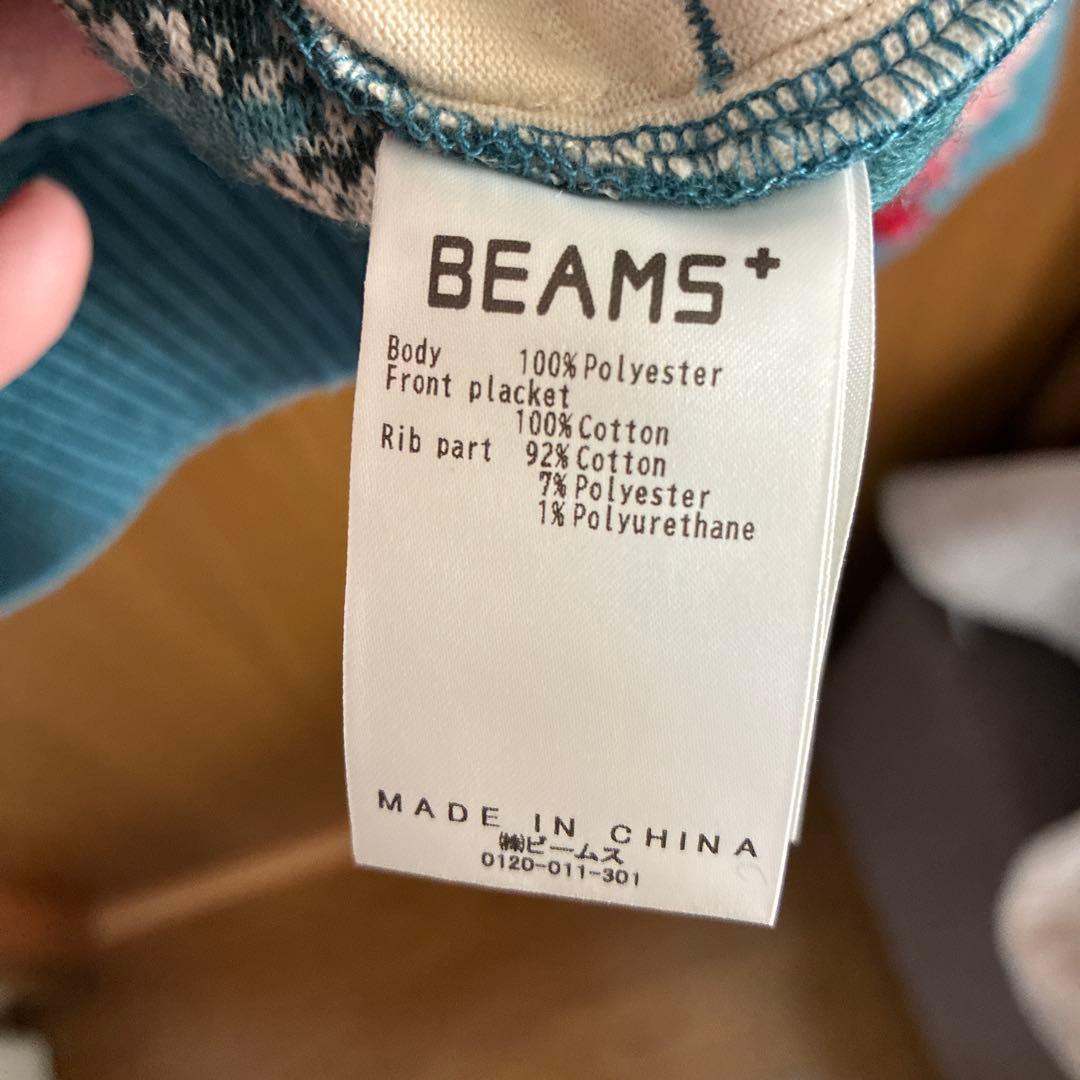 BEAMS+
Body 100% Polyester
Front placket
100% Cotton
Rib part 92% Cotton
7% Polyester
1% Polyurethane
MADE IN CHINA
㈱ビームス
0120-011-301